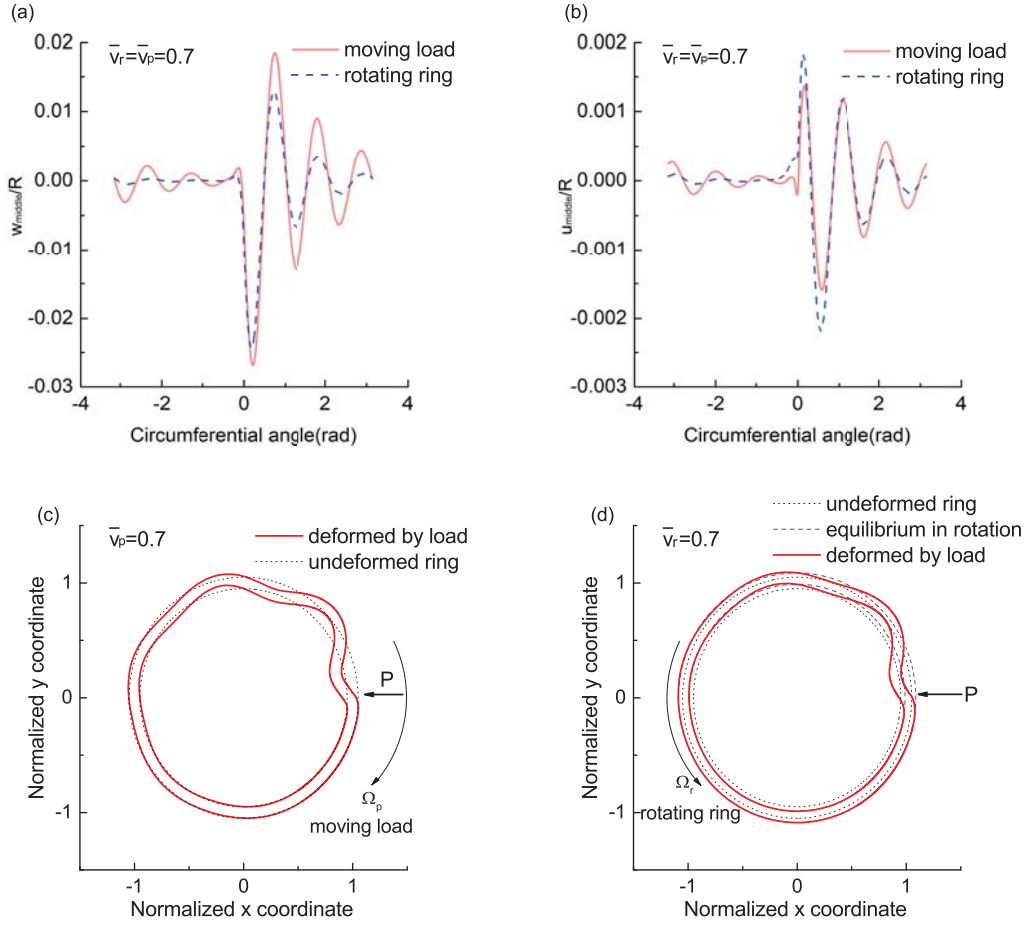 (a)
v̅r=v̅p=0.7
moving load
rotating ring
0.02
0.01
0.00
-0.01
-0.02
-0.03
wmiddle/R
-4
-2
0
2
4
Circumferential angle(rad)
(b)
v̅r=v̅p=0.7
moving load
rotating ring
0.002
0.001
0.000
-0.001
-0.002
-0.003
umiddle/R
-4
-2
0
2
4
Circumferential angle(rad)
(c)
v̅p=0.7
deformed by load
undeformed ring
1
0
-1
Normalized y coordinate
P
Ωp
moving load
-1
0
1
Normalized x coordinate
(d)
v̅r=0.7
undeformed ring
equilibrium in rotation
deformed by load
1
0
-1
Normalized y coordinate
P
Ωr
rotating ring
-1
0
1
Normalized x coordinate